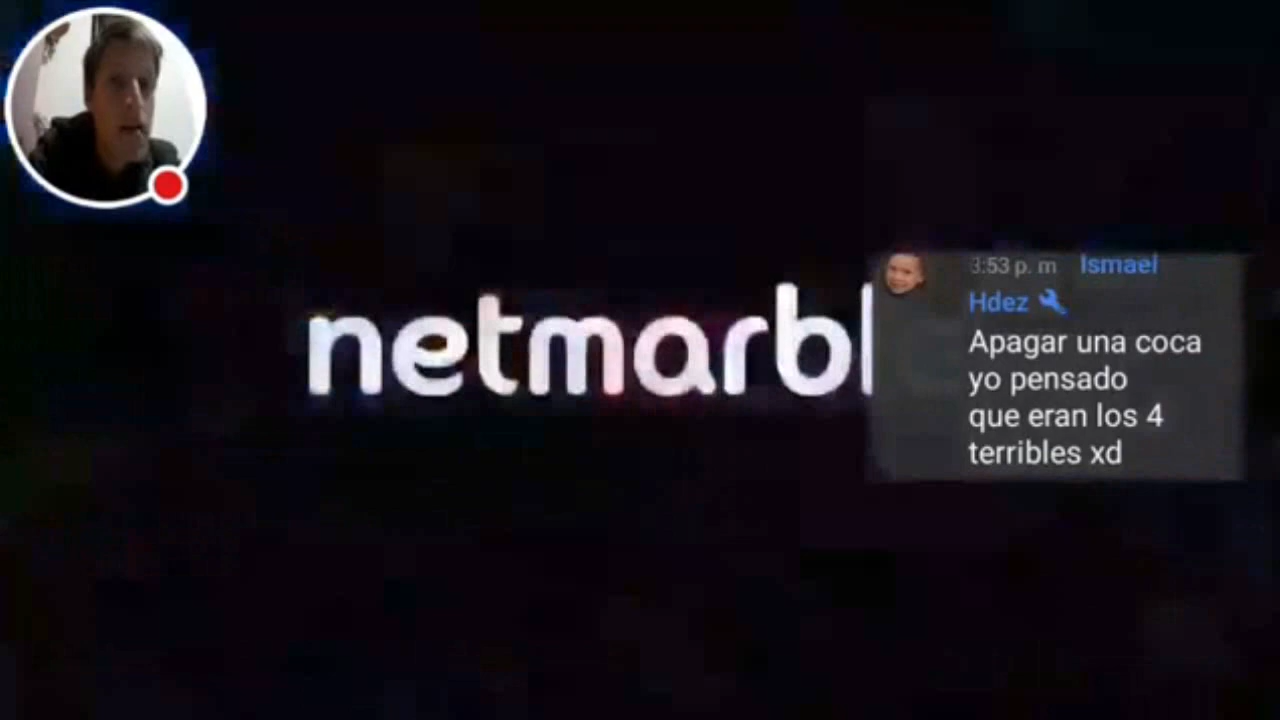 netmarbl
3:53 p. m Ismael
Hdez
Apagar una coca
yo pensado
que eran los 4
terribles xd